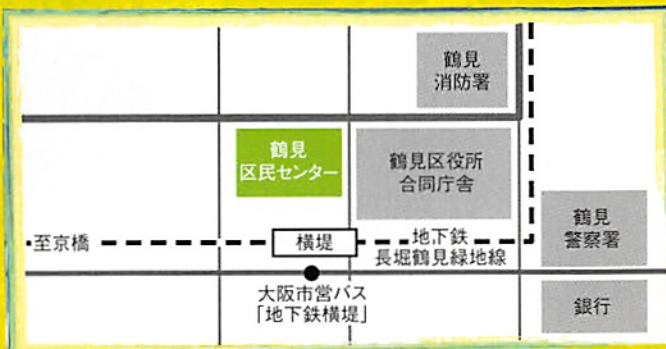 鶴見
消防署
鶴見
区民センター
鶴見区役所
合同庁舎
鶴見
警察署
至京橋
横堤
地下鉄
長堀鶴見緑地線
大阪市営バス
「地下鉄横堤」
銀行